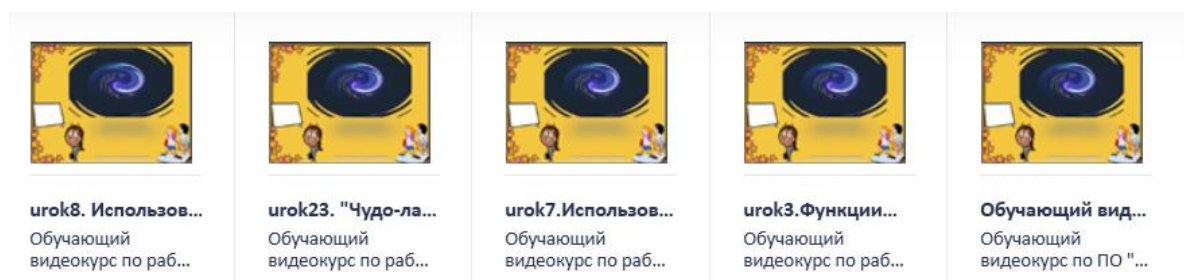 urok8. Использов...
Обучающий
видеокурс по раб...
urok23. "Чудо-ла...
Обучающий
видеокурс по раб...
urok7.Использов...
Обучающий
видеокурс по раб...
urok3.Функции...
Обучающий
видеокурс по раб...
Обучающий вид...
Обучающий
видеокурс по ПО "...